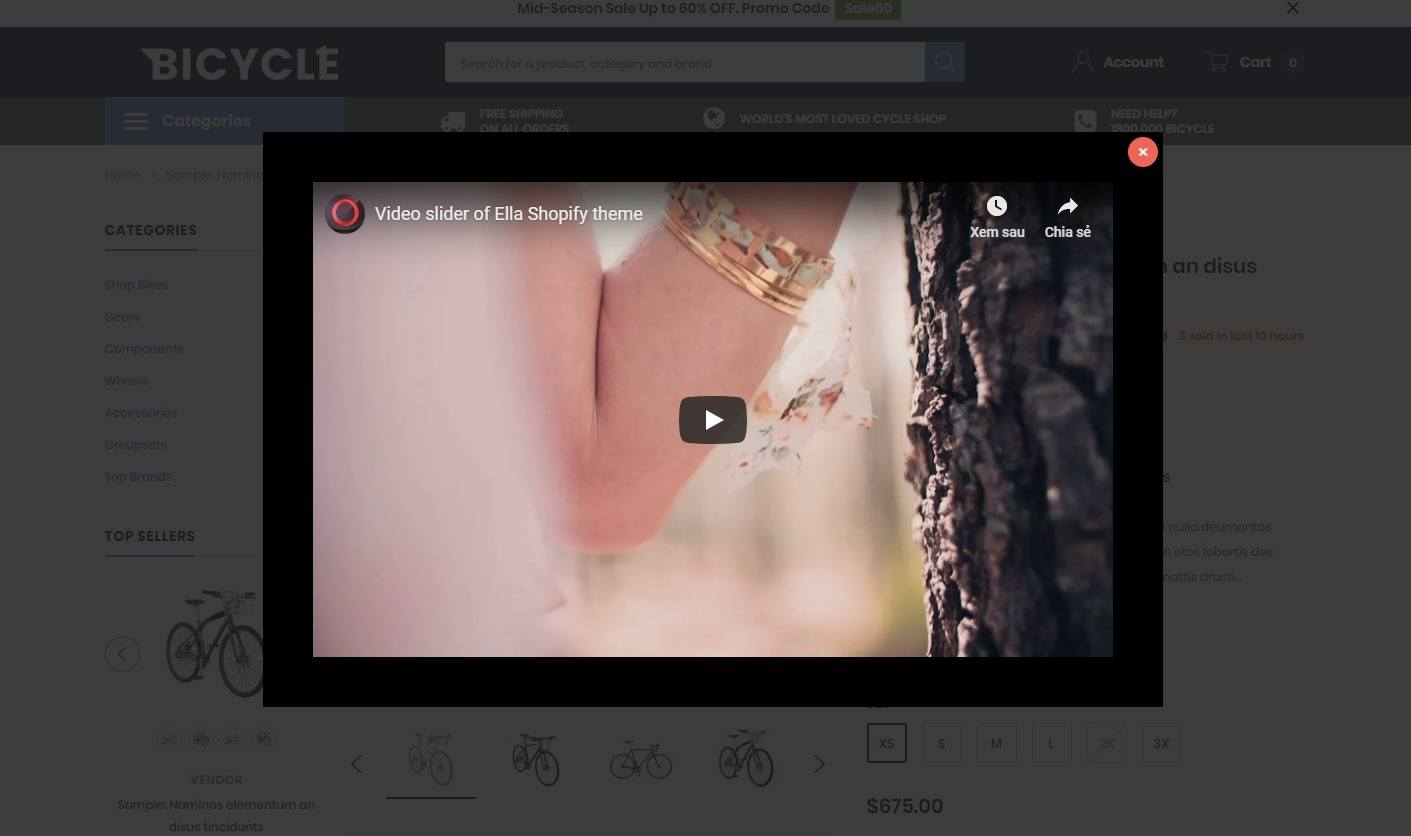 Mid-Season Sale Up to 60% OFF. Promo Code Sale60
BICYCLE
Search for a product, category and brand
Account
Cart 0
Categories
FREE SHIPPING
ON ALL ORDERS
WORLD'S MOST LOVED CYCLE SHOP
NEED HELP?
1800 000 BICYCLE
Home
Sample: Namino
Video slider of Ella Shopify theme
Xem sau
Chia sẻ
CATEGORIES
Shop Bikes
Gears
Components
Wheels
Accessories
Groupsets
Top Brands
TOP SELLERS
VENDOR
Sample: Naminos elementum an
disus tincidunts
an disus
3 sold in last 10 hours
nulla deumantos
etos lobortis des
mattis drosti...
XS
S
M
L
2X
3X
$675.00